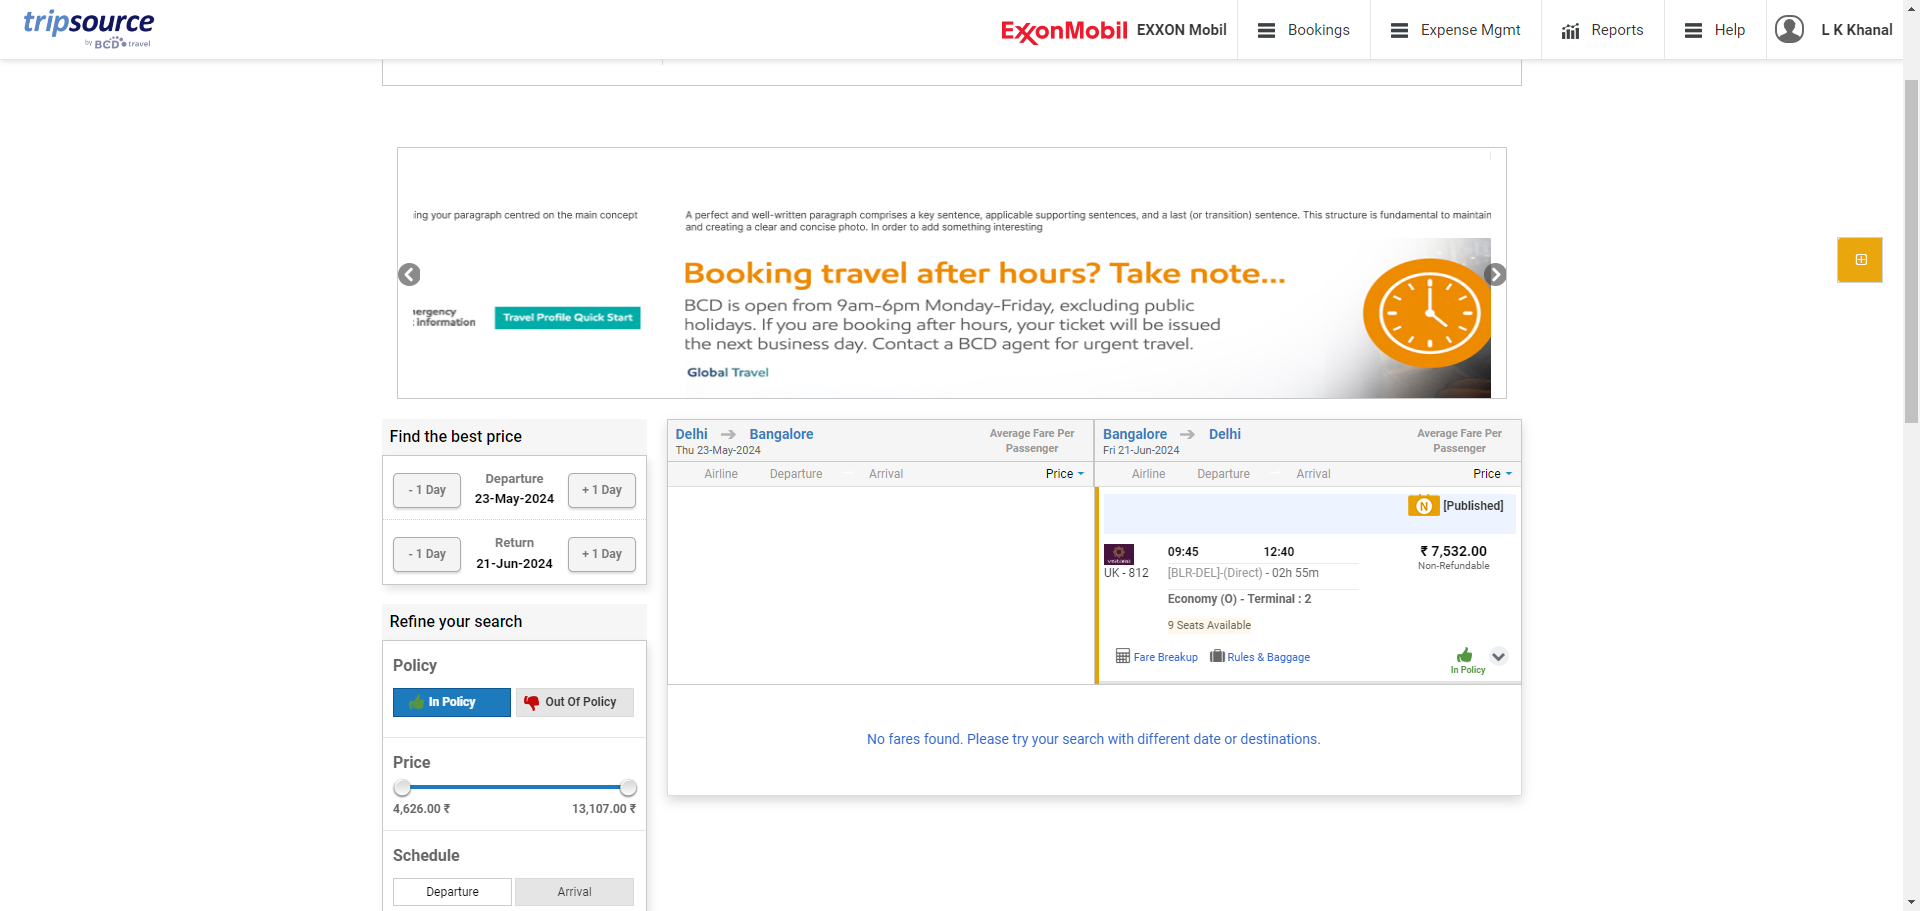 tripsource
by BCD travel
ExxonMobil EXXON Mobil
Bookings
Expense Mgmt
Reports
Help
L K Khanal
ing your paragraph centred on the main concept
A perfect and well-written paragraph comprises a key sentence, applicable supporting sentences, and a last (or transition) sentence. This structure is fundamental to maintain
and creating a clear and concise photo. In order to add something interesting
Booking travel after hours? Take note...
BCD is open from 9am-6pm Monday-Friday, excluding public
holidays. If you are booking after hours, your ticket will be issued
the next business day. Contact a BCD agent for urgent travel.
Global Travel
nergency
information
Travel Profile Quick Start
Find the best price
- 1 Day
Departure
23-May-2024
+ 1 Day
- 1 Day
Return
21-Jun-2024
+ 1 Day
Refine your search
Policy
In Policy
Out Of Policy
Price
4,626.00 ₹
13,107.00 ₹
Schedule
Departure
Arrival
Delhi Bangalore
Thu 23-May-2024
Average Fare Per
Passenger
Airline Departure Arrival Price
Bangalore Delhi
Fri 21-Jun-2024
Average Fare Per
Passenger
Airline Departure Arrival Price
N [Published]
VISTARA
UK - 812
09:45 12:40
[BLR-DEL]-(Direct) - 02h 55m
Economy (O) - Terminal : 2
9 Seats Available
₹ 7,532.00
Non-Refundable
Fare Breakup
Rules & Baggage
In Policy
No fares found. Please try your search with different date or destinations.